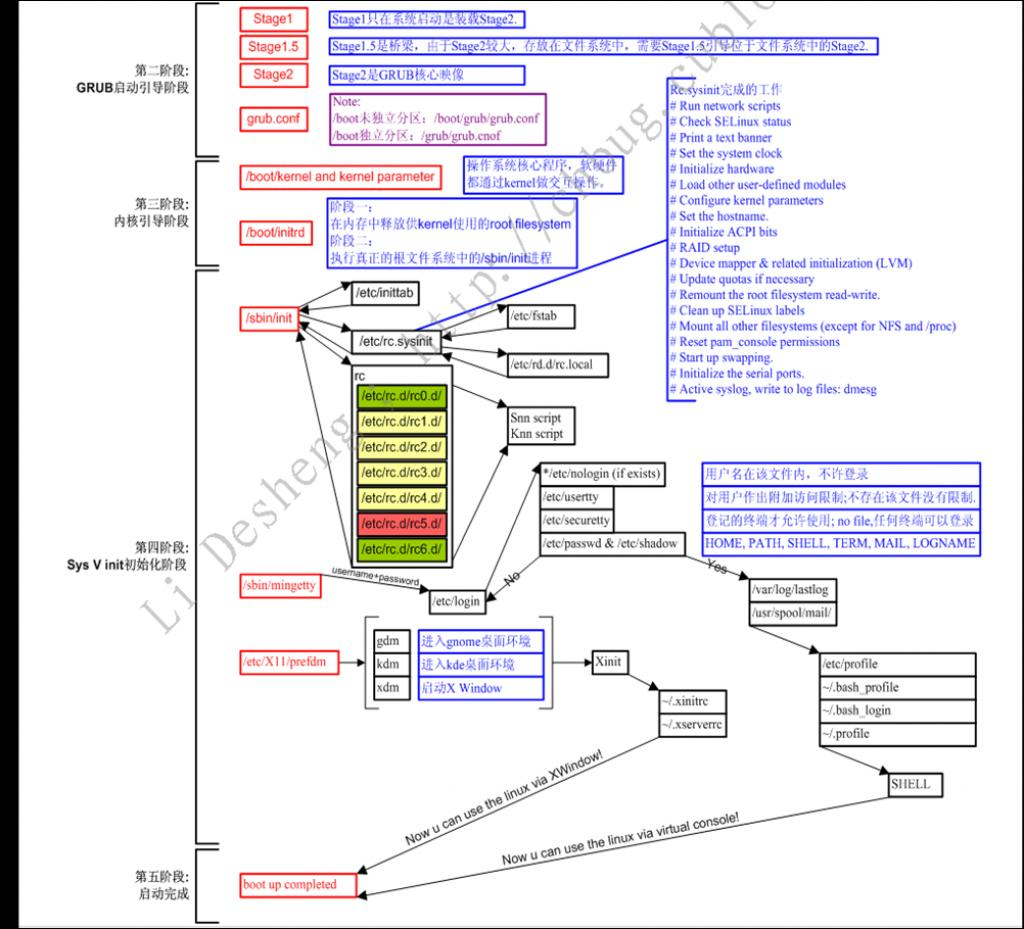 第二阶段:
GRUB启动引导阶段
Stage1
Stage1只在系统启动是装载Stage2.
Stage1.5
Stage1.5是桥梁，由于Stage2较大，存放在文件系统中，需要Stage1.5引导位于文件系统中的Stage2.
Stage2
Stage2是GRUB核心映像
grub.conf
Note:
/boot未独立分区：/boot/grub/grub.conf
/boot独立分区：/grub/grub.cnof
第三阶段:
内核引导阶段
/boot/kernel and kernel parameter
操作系统核心程序，软硬件
都通过kernel做交互操作。
/boot/initrd
阶段一：
在内存中释放供kernel使用的root filesystem
阶段二：
执行真正的根文件系统中的/sbin/init进程
Rc.sysinit完成的工作
# Run network scripts
# Check SELinux status
# Print a text banner
# Set the system clock
# Initialize hardware
# Load other user-defined modules
# Configure kernel parameters
# Set the hostname.
# Initialize ACPI bits
# RAID setup
# Device mapper & related initialization (LVM)
# Update quotas if necessary
# Remount the root filesystem read-write.
# Clean up SELinux labels
# Mount all other filesystems (except for NFS and /proc)
# Reset pam_console permissions
# Start up swapping.
# Initialize the serial ports.
# Active syslog, write to log files: dmesg
第四阶段:
Sys V init初始化阶段
/sbin/init
/etc/inittab
/etc/rc.sysinit
/etc/fstab
/etc/rd.d/rc.local
rc
/etc/rc.d/rc0.d/
/etc/rc.d/rc1.d/
/etc/rc.d/rc2.d/
/etc/rc.d/rc3.d/
/etc/rc.d/rc4.d/
/etc/rc.d/rc5.d/
/etc/rc.d/rc6.d/
Snn script
Knn script
*/etc/nologin (if exists)
/etc/usertty
/etc/securetty
/etc/passwd & /etc/shadow
用户名在该文件内，不许登录
对用户作出附加访问限制;不存在该文件没有限制.
登记的终端才允许使用; no file,任何终端可以登录
HOME, PATH, SHELL, TERM, MAIL, LOGNAME
/sbin/mingetty
username+password
/etc/login
No
Yes
/var/log/lastlog
/usr/spool/mail/
/etc/profile
~/.bash_profile
~/.bash_login
~/.profile
SHELL
/etc/X11/prefdm
gdm
进入gnome桌面环境
kdm
进入kde桌面环境
xdm
启动X Window
Xinit
~/.xinitrc
~/.xserverrc
Now u can use the linux via XWindow!
Now u can use the linux via virtual console!
第五阶段:
启动完成
boot up completed
Li Desheng